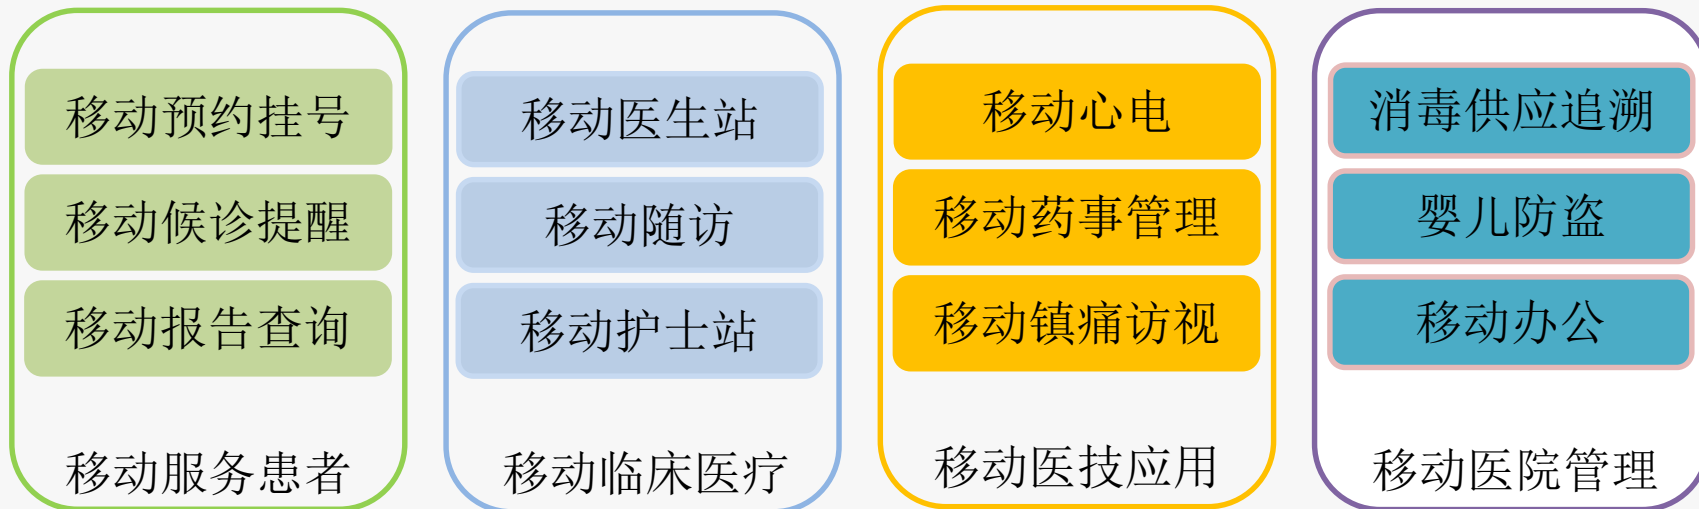 移动预约挂号
移动候诊提醒
移动报告查询
移动服务患者
移动医生站
移动随访
移动护士站
移动临床医疗
移动心电
移动药事管理
移动镇痛访视
移动医技应用
消毒供应追溯
婴儿防盗
移动办公
移动医院管理